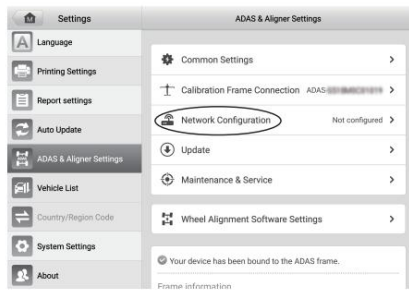 Settings
ADAS & Aligner Settings
Language
Printing Settings
Report settings
Auto Update
ADAS & Aligner Settings
Vehicle List
Country/Region Code
System Settings
About
Common Settings
Calibration Frame Connection ADAS:
Network Configuration Not configured
Update
Maintenance & Service
Wheel Alignment Software Settings
Your device has been bound to the ADAS frame.
Frame information